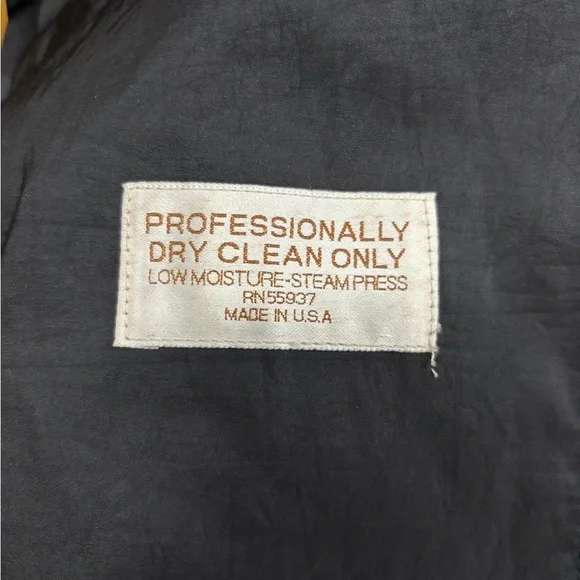 PROFESSIONALLY
DRY CLEAN ONLY
LOW MOISTURE-STEAM PRESS
RN55937
MADE IN U.S.A